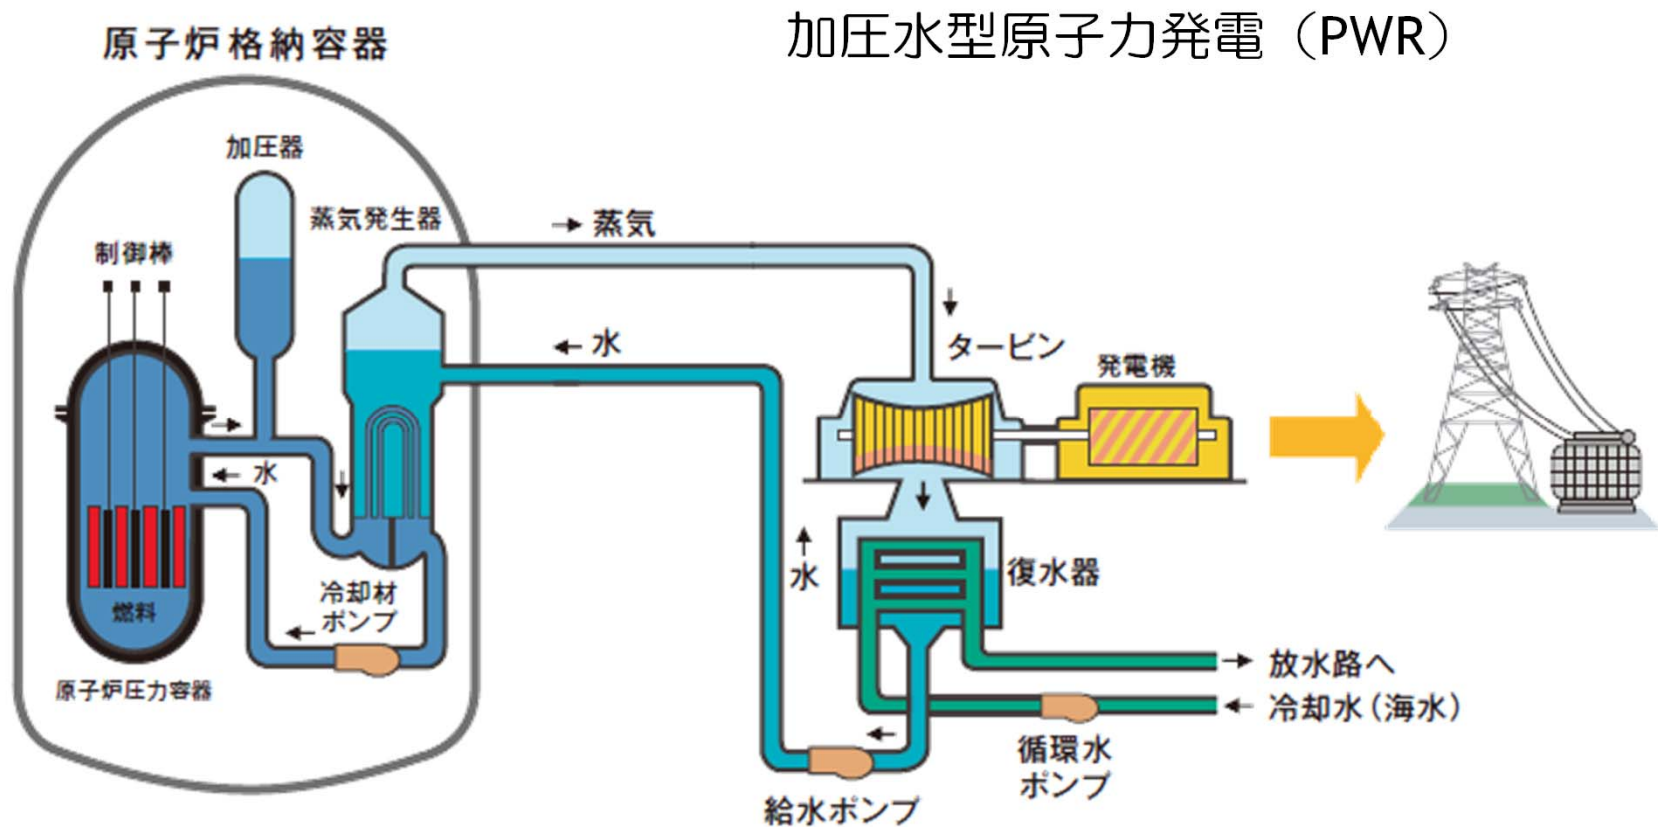 加圧水型原子力発電（PWR）
原子炉格納容器
加圧器
蒸気発生器
制御棒
蒸気
水
タービン
発電機
水
水
復水器
冷却材
ポンプ
燃料
原子炉圧力容器
放水路へ
冷却水(海水)
循環水
ポンプ
給水ポンプ